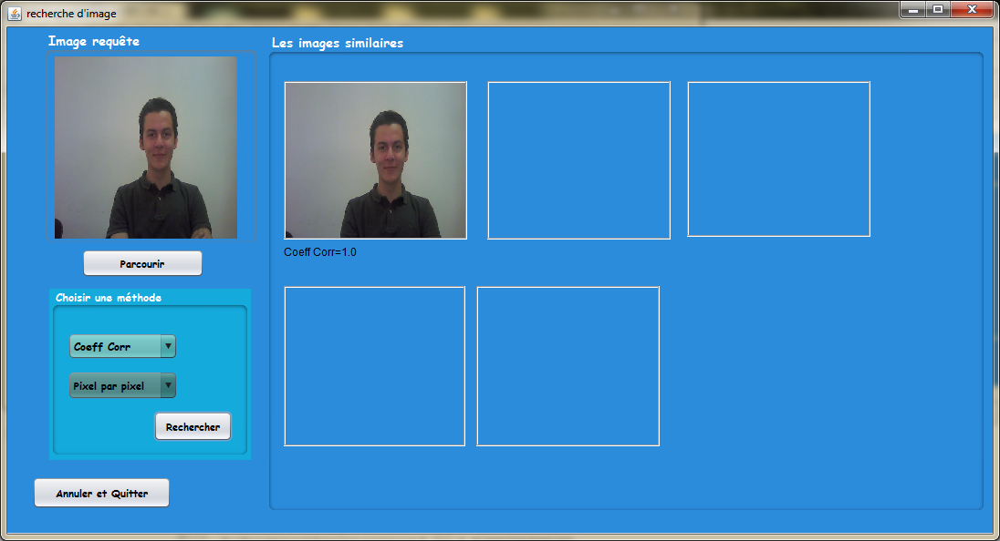 recherche d'image
Image requête
Les images similaires
Coeff Corr=1.0
Parcourir
Choisir une méthode
Coeff Corr
Pixel par pixel
Rechercher
Annuler et Quitter